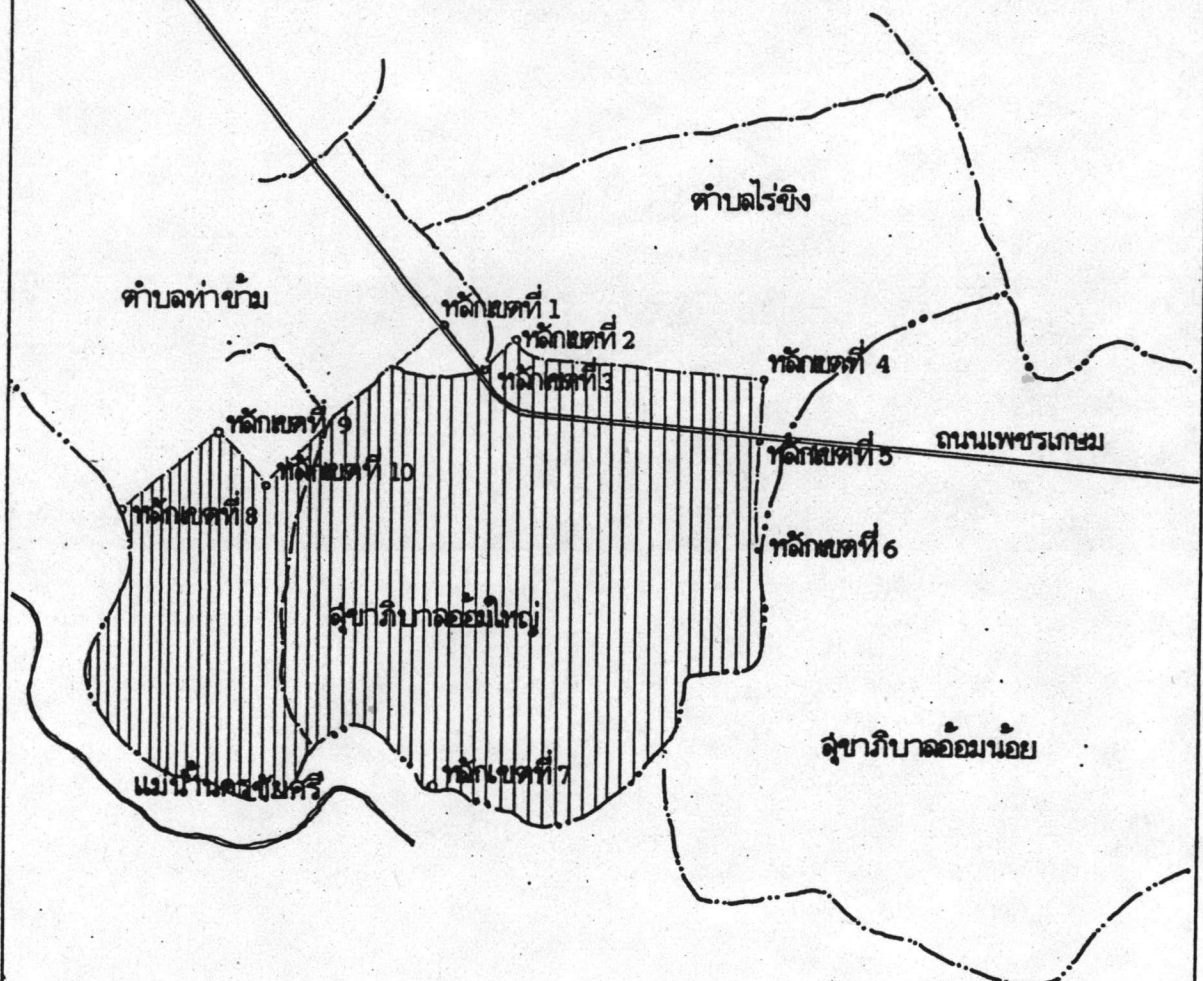 ตำบลไร่ขิง
ตำบลท่าข้าม
หลักเขตที่ 1
หลักเขตที่ 2
หลักเขตที่ 3
หลักเขตที่ 4
หลักเขตที่ 9
ถนนเพชรเกษม
หลักเขตที่ 5
หลักเขตที่ 10
หลักเขตที่ 8
หลักเขตที่ 6
สุขาภิบาลอ้อมใหญ่
สุขาภิบาลอ้อมน้อย
หลักเขตที่ 7
แม่น้ำนครชัยศรี